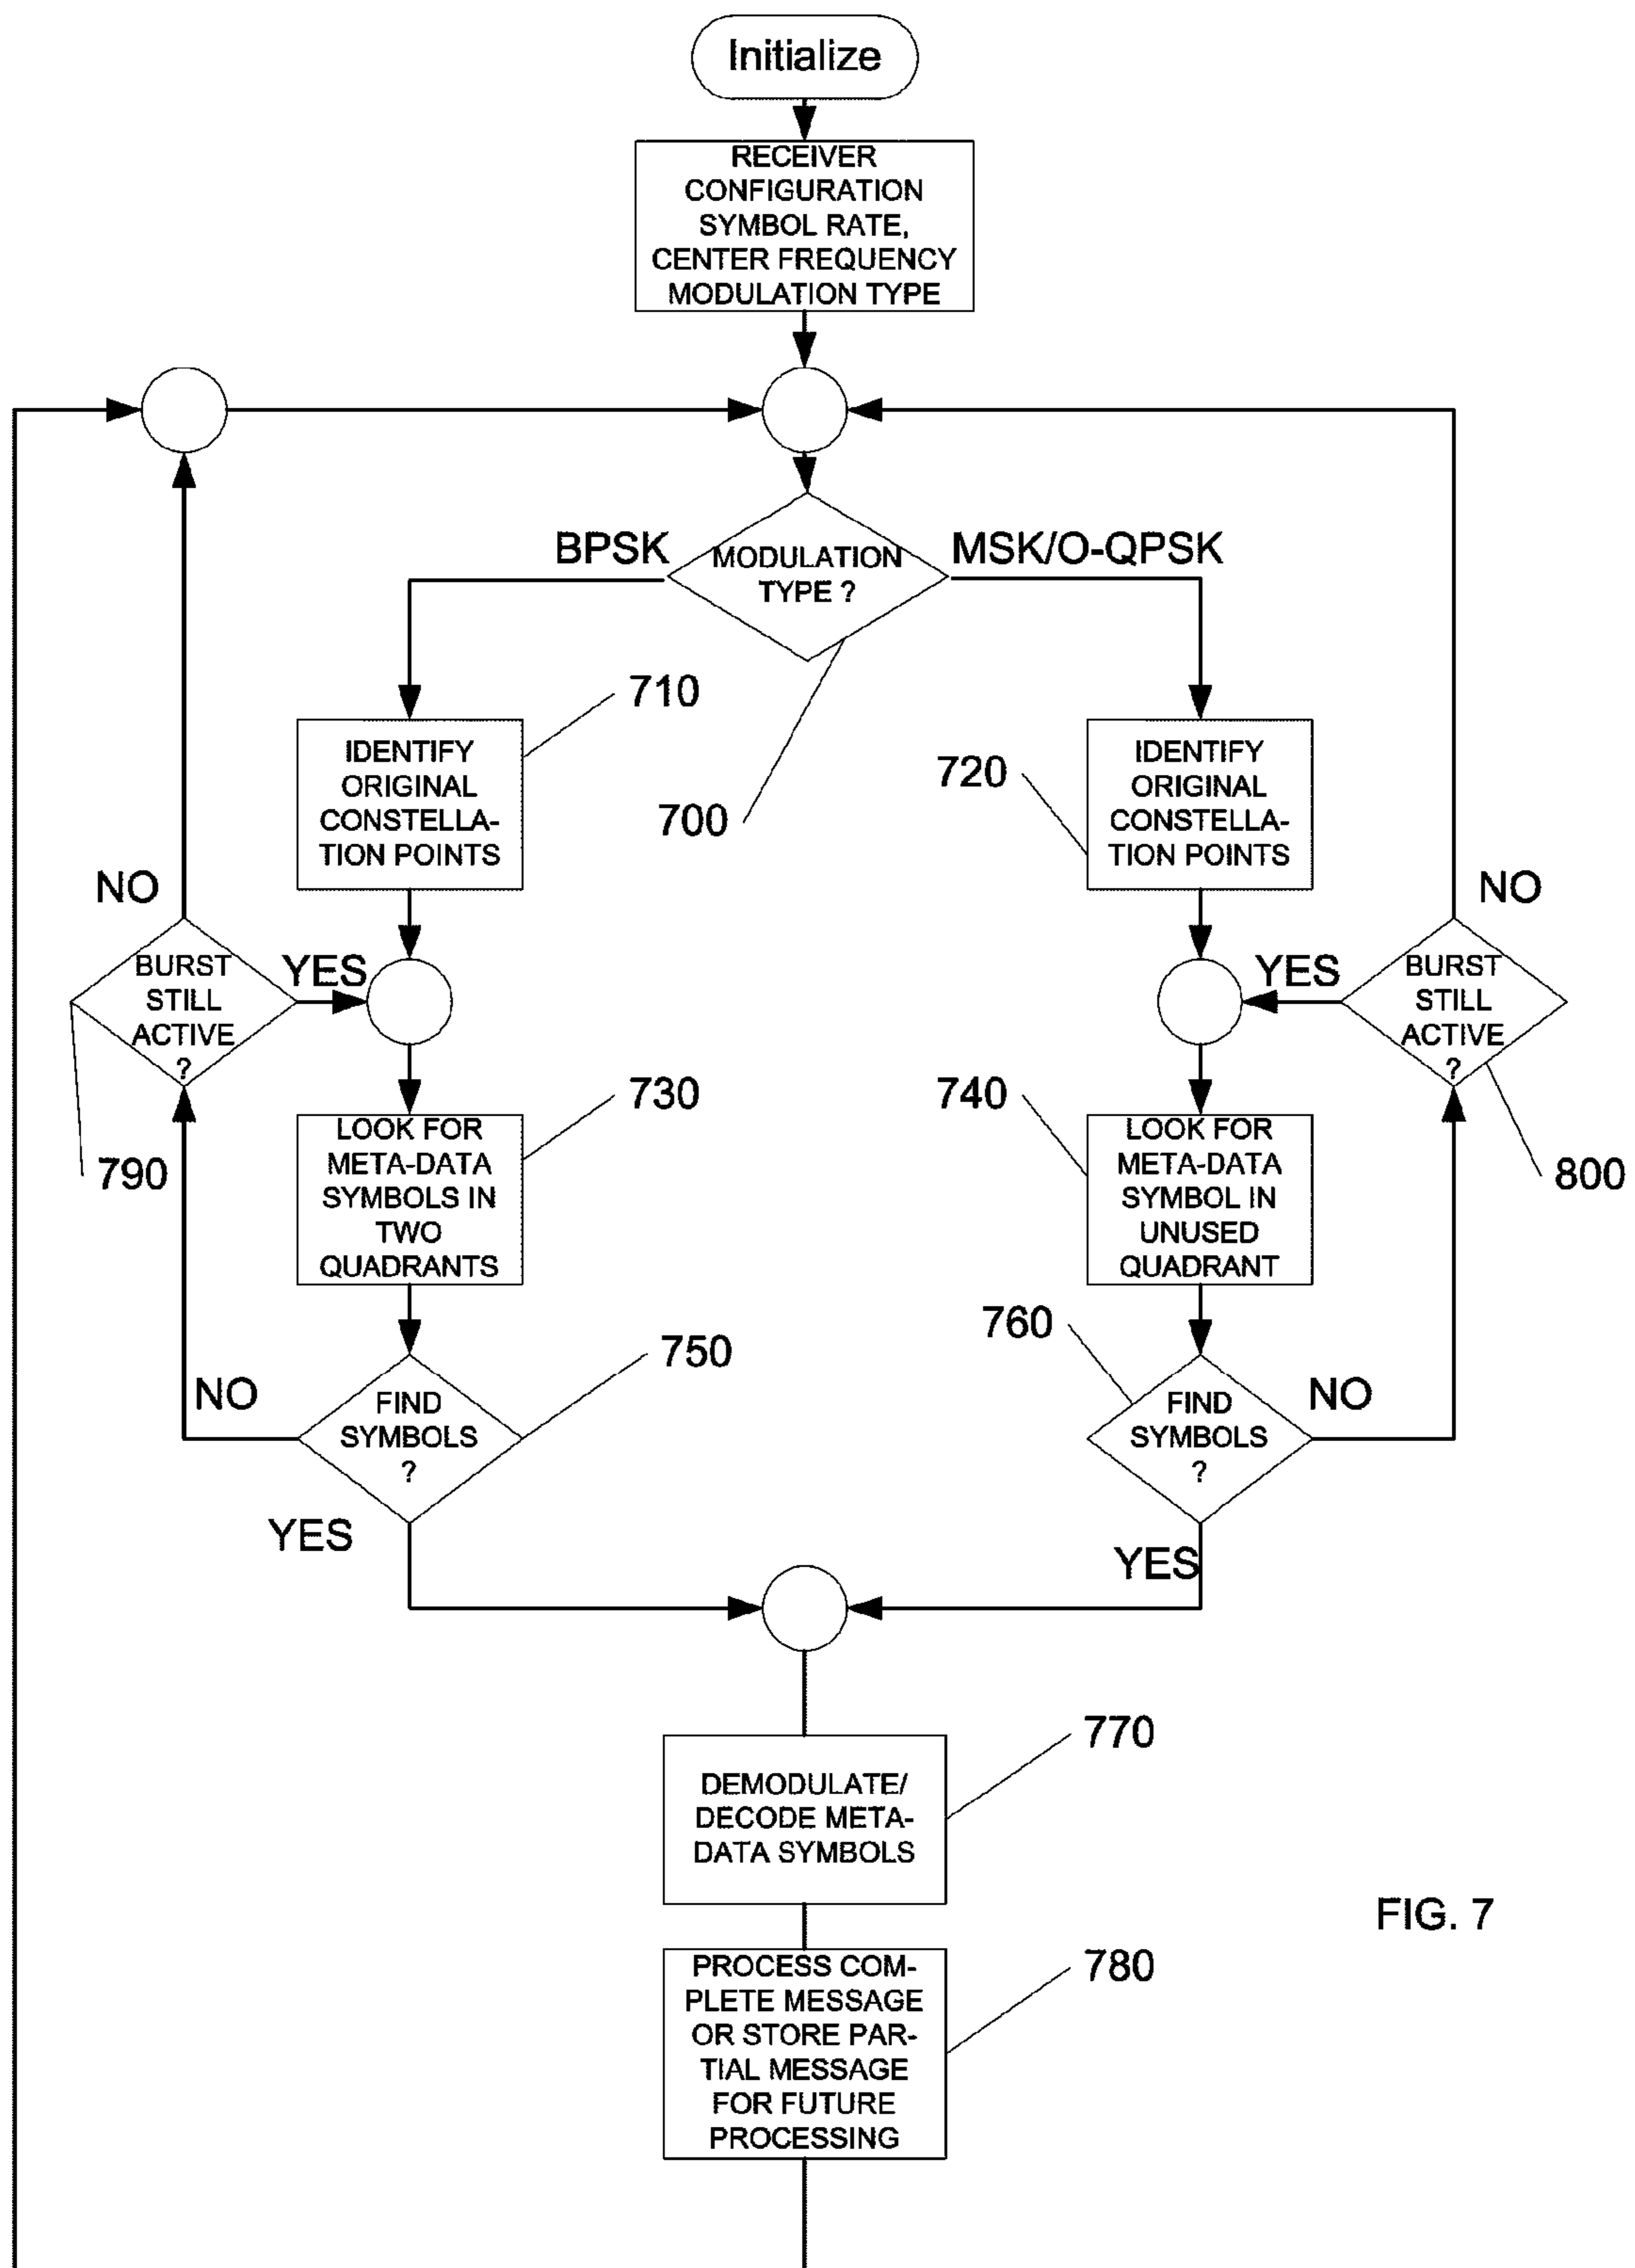 Initialize
RECEIVER
CONFIGURATION
SYMBOL RATE,
CENTER FREQUENCY
MODULATION TYPE
BPSK
MODULATION
TYPE ?
MSK/O-QPSK
700
710
IDENTIFY
ORIGINAL
CONSTELLA-
TION POINTS
720
IDENTIFY
ORIGINAL
CONSTELLA-
TION POINTS
NO
BURST
STILL
ACTIVE
?
YES
790
YES
NO
BURST
STILL
ACTIVE
?
800
730
LOOK FOR
META-DATA
SYMBOLS IN
TWO
QUADRANTS
740
LOOK FOR
META-DATA
SYMBOL IN
UNUSED
QUADRANT
750
NO
FIND
SYMBOLS
?
YES
760
FIND
SYMBOLS
?
NO
YES
770
DEMODULATE/
DECODE META-
DATA SYMBOLS
780
PROCESS COM-
PLETE MESSAGE
OR STORE PAR-
TIAL MESSAGE
FOR FUTURE
PROCESSING
FIG. 7